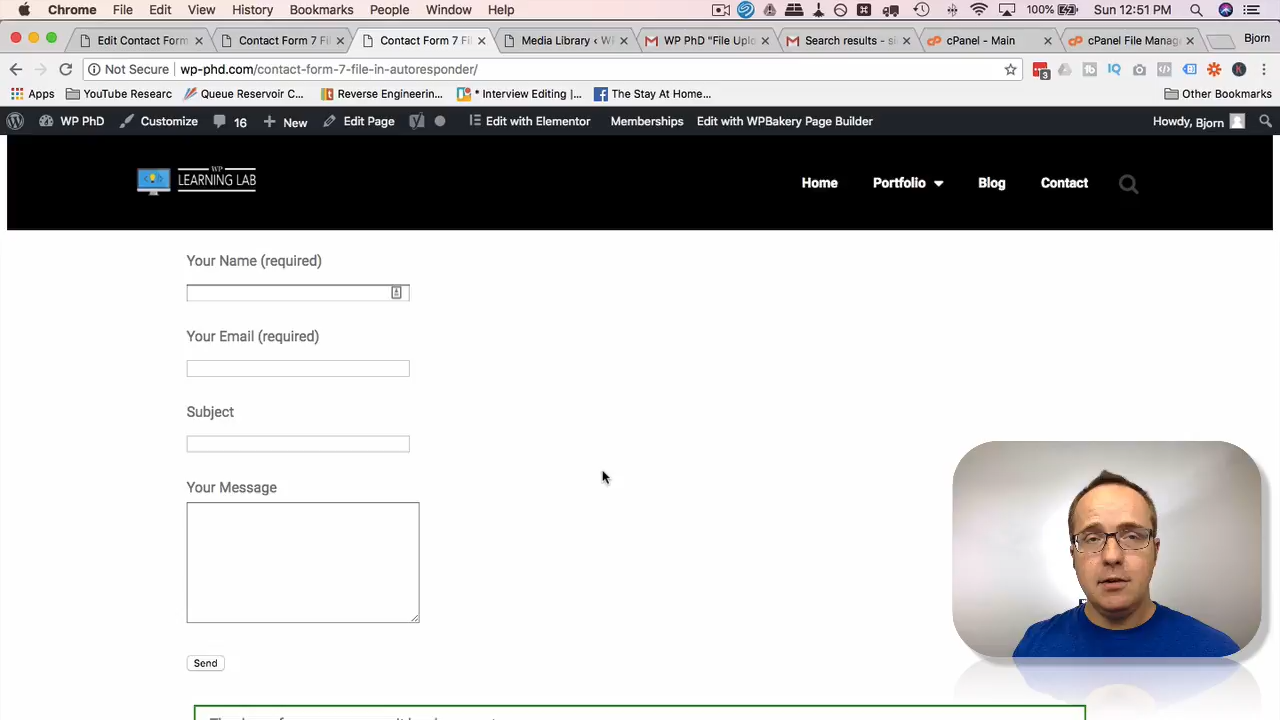 Chrome File Edit View History Bookmarks People Window Help 100% Sun 12:51 PM
Edit Contact Form Contact Form 7 Fil Contact Form 7 Fil Media Library ‹ W WP PhD "File Uplo Search results - si cPanel - Main cPanel File Manag Bjorn
Not Secure wp-phd.com/contact-form-7-file-in-autoresponder/ 3
Apps YouTube Researc Queue Reservoir C... Reverse Engineerin... * Interview Editing |... The Stay At Home... Other Bookmarks
WP PhD Customize 16 New Edit Page Edit with Elementor Memberships Edit with WPBakery Page Builder Howdy, Bjorn
WP
LEARNING LAB
Home Portfolio Blog Contact
Your Name (required)
Your Email (required)
Subject
Your Message
Send